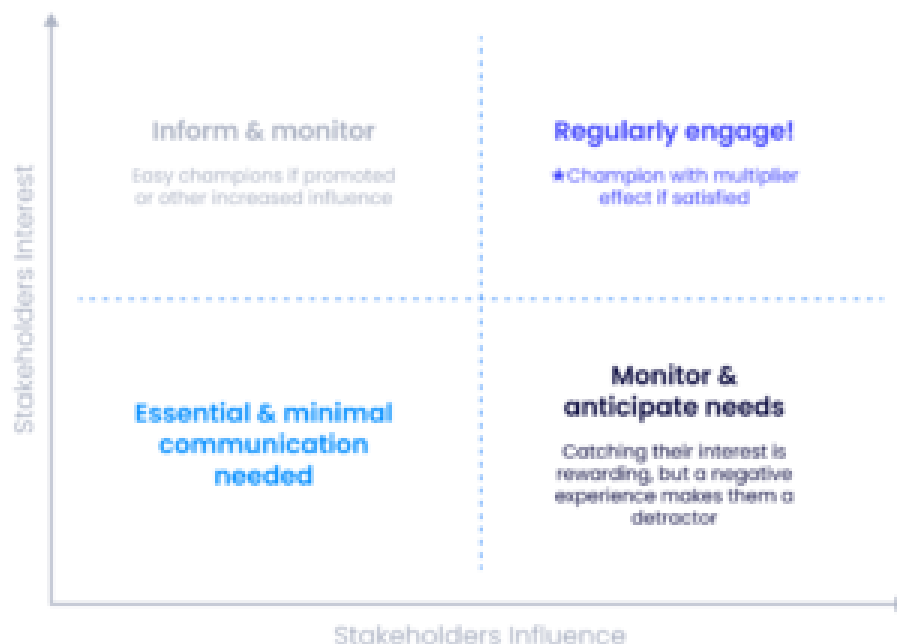 Inform & monitor
Easy champions if promoted
or other increased influence
Regularly engage!
★Champion with multiplier
effect if satisfied
Stakeholders Interest
Essential & minimal
communication
needed
Monitor &
anticipate needs
Catching their interest is
rewarding, but a negative
experience makes them a
detractor
Stakeholders Influence